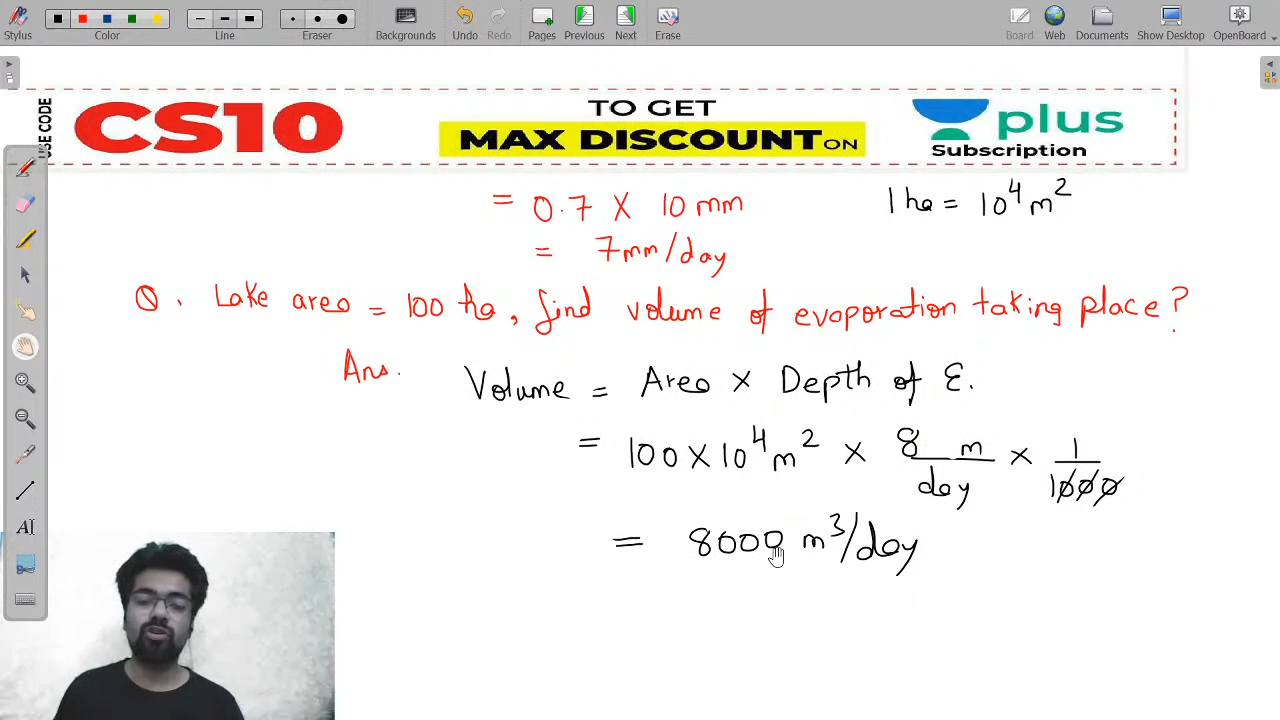 Stylus
Color
Line
Eraser
Backgrounds
Undo
Redo
Pages
Previous
Next
Erase
Board
Web
Documents
Show Desktop
OpenBoard
USE CODE
CS10
TO GET
MAX DISCOUNT ON
plus
Subscription
= 0.7 X 10 mm
1 ha = 10⁴ m²
= 7mm/day
Q. Lake area = 100 ha, find volume of evaporation taking place?
Ans.
Volume = Area × Depth of E.
= 100 × 10⁴ m² × 8 m/day × 1/1000
= 8000 m³/day
AI